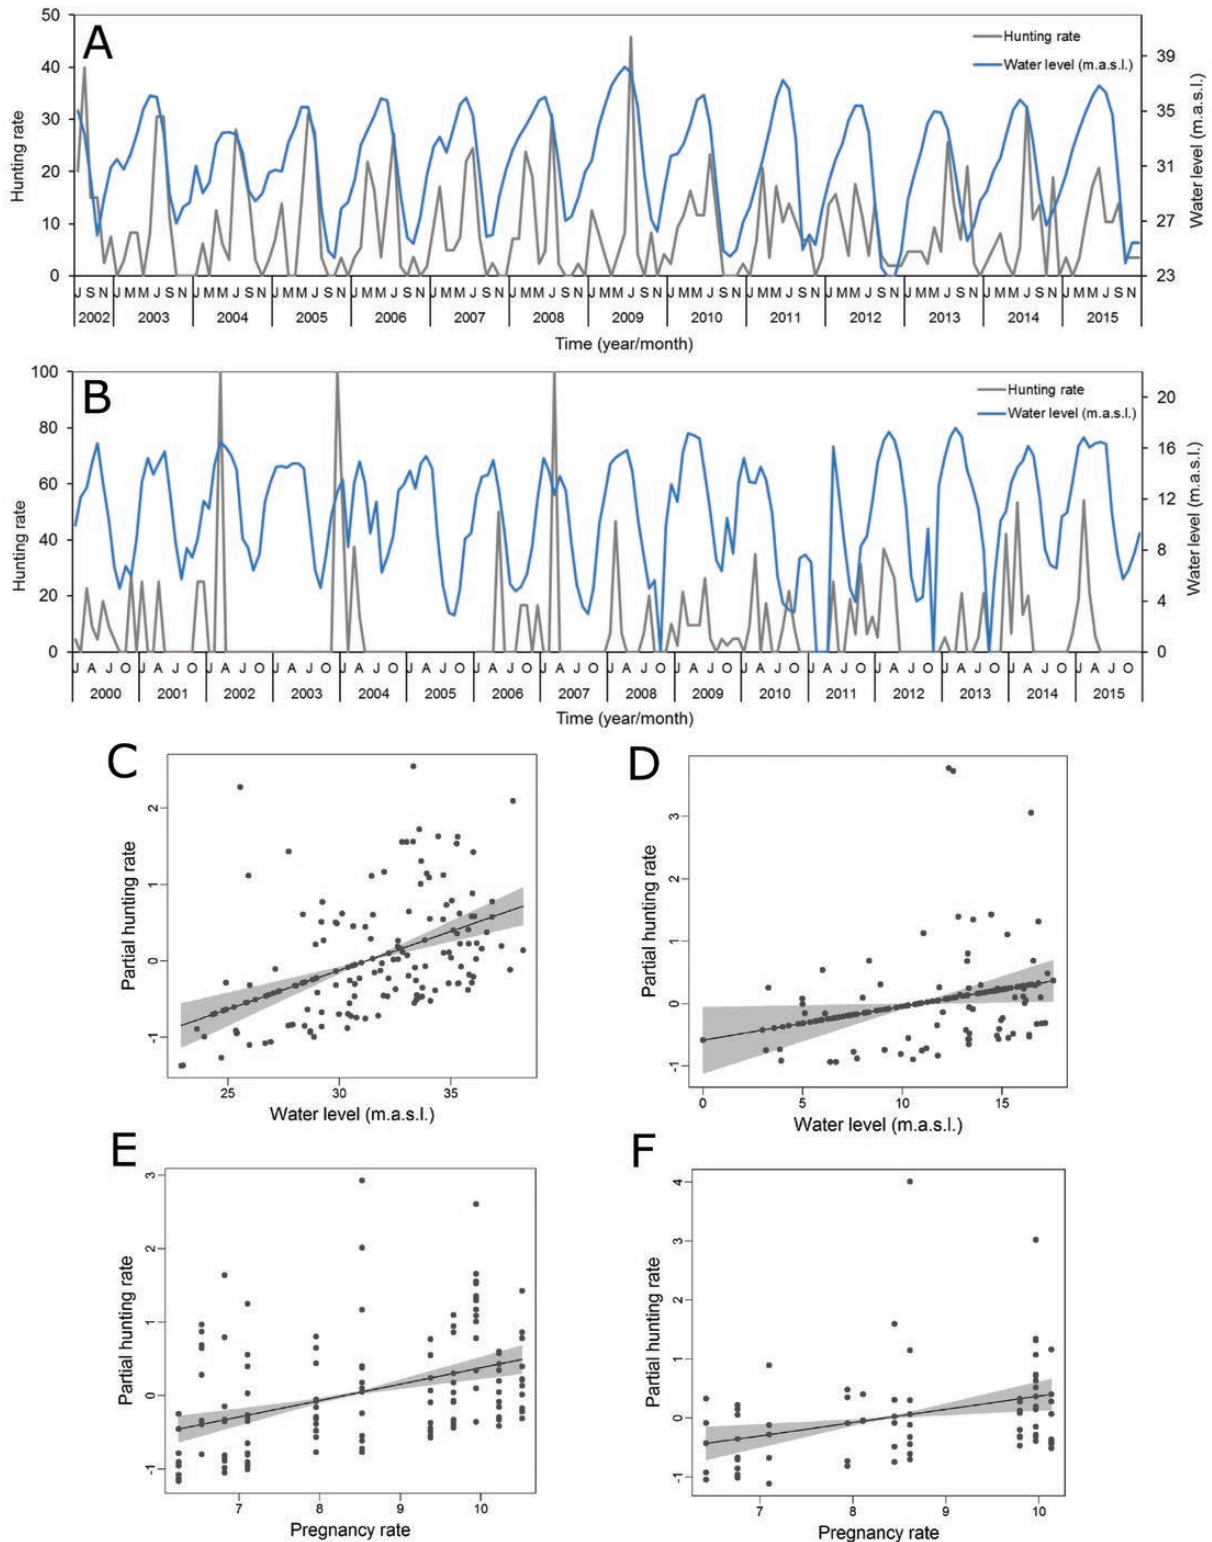 A
Hunting rate
Water level (m.a.s.l.)
50
40
30
20
10
0
Hunting rate
39
35
31
27
23
Water level (m.a.s.l.)
J S N J M M J S N J M M J S N J M M J S N J M M J S N J M M J S N J M M J S N J M M J S N J M M J S N J M M J S N J M M J S N J M M J S N J M M J S N J M M J S N
2002 2003 2004 2005 2006 2007 2008 2009 2010 2011 2012 2013 2014 2015
Time (year/month)
B
Hunting rate
Water level (m.a.s.l.)
100
80
60
40
20
0
Hunting rate
20
16
12
8
4
0
Water level (m.a.s.l.)
J A J O J A J O J A J O J A J O J A J O J A J O J A J O J A J O J A J O J A J O J A J O J A J O J A J O J A J O J A J O J A J O
2000 2001 2002 2003 2004 2005 2006 2007 2008 2009 2010 2011 2012 2013 2014 2015
Time (year/month)
C
Partial hunting rate
2
1
0
-1
25 30 35
Water level (m.a.s.l.)
D
Partial hunting rate
3
2
1
0
-1
0 5 10 15
Water level (m.a.s.l.)
E
Partial hunting rate
3
2
1
0
-1
7 8 9 10
Pregnancy rate
F
Partial hunting rate
4
3
2
1
0
-1
7 8 9 10
Pregnancy rate